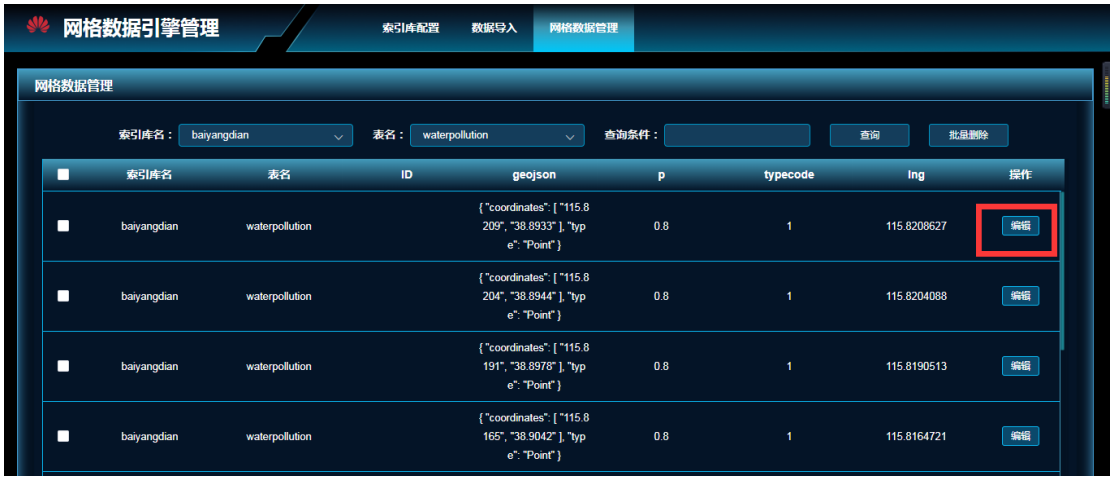 网格数据引擎管理
索引库配置 数据导入 网格数据管理
网格数据管理
索引库名： baiyangdian 表名： waterpollution 查询条件： 查询 批量删除
索引库名 表名 ID geojson p typecode lng 操作
{ "coordinates": [ "115.8
baiyangdian waterpollution 209", "38.8933" ], "typ 0.8 1 115.8208627 编辑
e": "Point" }
{ "coordinates": [ "115.8
baiyangdian waterpollution 204", "38.8944" ], "typ 0.8 1 115.8204088 编辑
e": "Point" }
{ "coordinates": [ "115.8
baiyangdian waterpollution 191", "38.8978" ], "typ 0.8 1 115.8190513 编辑
e": "Point" }
{ "coordinates": [ "115.8
baiyangdian waterpollution 165", "38.9042" ], "typ 0.8 1 115.8164721 编辑
e": "Point" }